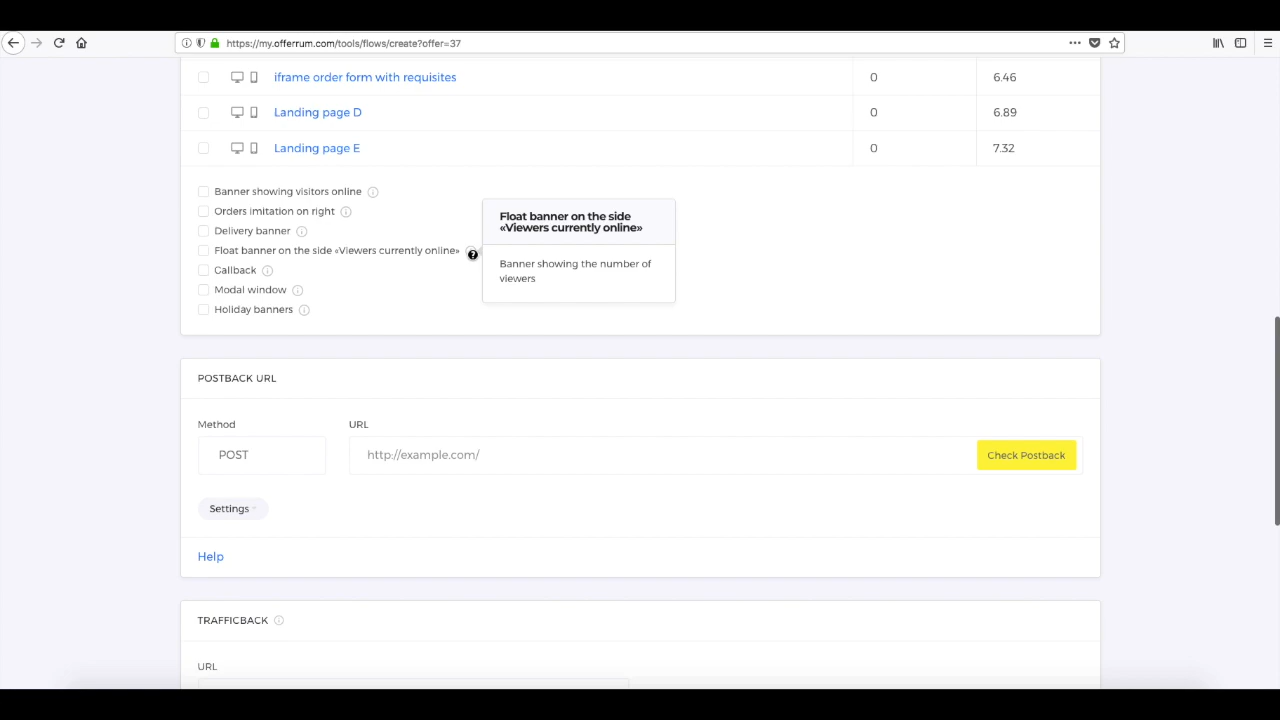 https://my.offerrum.com/tools/flows/create?offer=37
iframe order form with requisites 0 6.46
Landing page D 0 6.89
Landing page E 0 7.32
Banner showing visitors online
Orders imitation on right
Delivery banner
Float banner on the side «Viewers currently online»
Callback
Modal window
Holiday banners
Float banner on the side
«Viewers currently online»
Banner showing the number of
viewers
POSTBACK URL
Method URL
POST http://example.com/ Check Postback
Settings
Help
TRAFFICBACK
URL